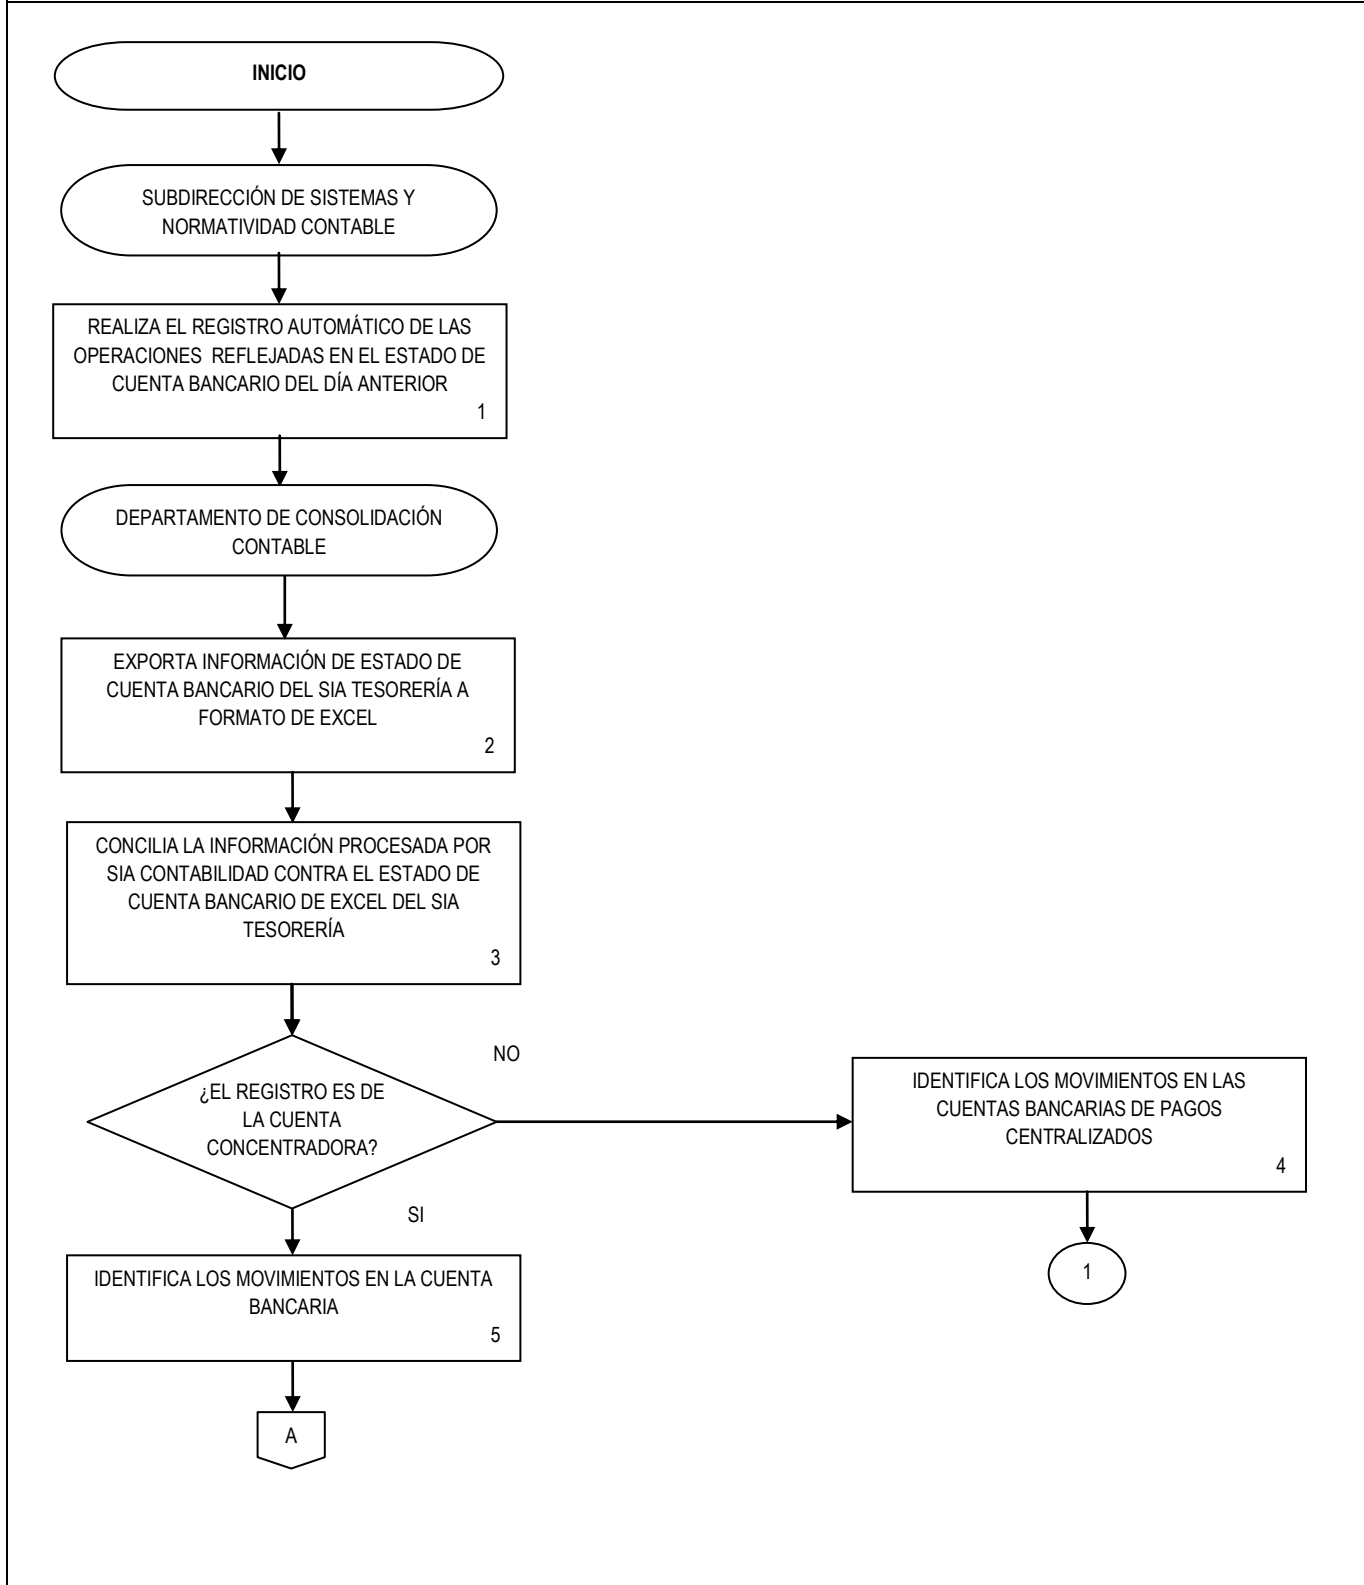 INICIO
SUBDIRECCIÓN DE SISTEMAS Y
NORMATIVIDAD CONTABLE
REALIZA EL REGISTRO AUTOMÁTICO DE LAS
OPERACIONES REFLEJADAS EN EL ESTADO DE
CUENTA BANCARIO DEL DÍA ANTERIOR
1
DEPARTAMENTO DE CONSOLIDACIÓN
CONTABLE
EXPORTA INFORMACIÓN DE ESTADO DE
CUENTA BANCARIO DEL SIA TESORERÍA A
FORMATO DE EXCEL
2
CONCILIA LA INFORMACIÓN PROCESADA POR
SIA CONTABILIDAD CONTRA EL ESTADO DE
CUENTA BANCARIO DE EXCEL DEL SIA
TESORERÍA
3
¿EL REGISTRO ES DE
LA CUENTA
CONCENTRADORA?
NO
IDENTIFICA LOS MOVIMIENTOS EN LAS
CUENTAS BANCARIAS DE PAGOS
CENTRALIZADOS
4
1
SI
IDENTIFICA LOS MOVIMIENTOS EN LA CUENTA
BANCARIA
5
A